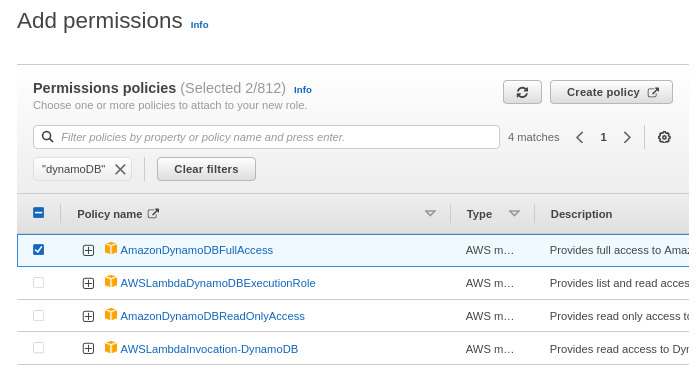 Add permissions Info
Permissions policies (Selected 2/812) Info
Create policy
Choose one or more policies to attach to your new role.
Filter policies by property or policy name and press enter.
4 matches
1
"dynamoDB"
Clear filters
Policy name
Type
Description
AmazonDynamoDBFullAccess AWS m… Provides full access to Amaz
AWSLambdaDynamoDBExecutionRole AWS m… Provides list and read access
AmazonDynamoDBReadOnlyAccess AWS m… Provides read only access to
AWSLambdaInvocation-DynamoDB AWS m… Provides read access to Dyn